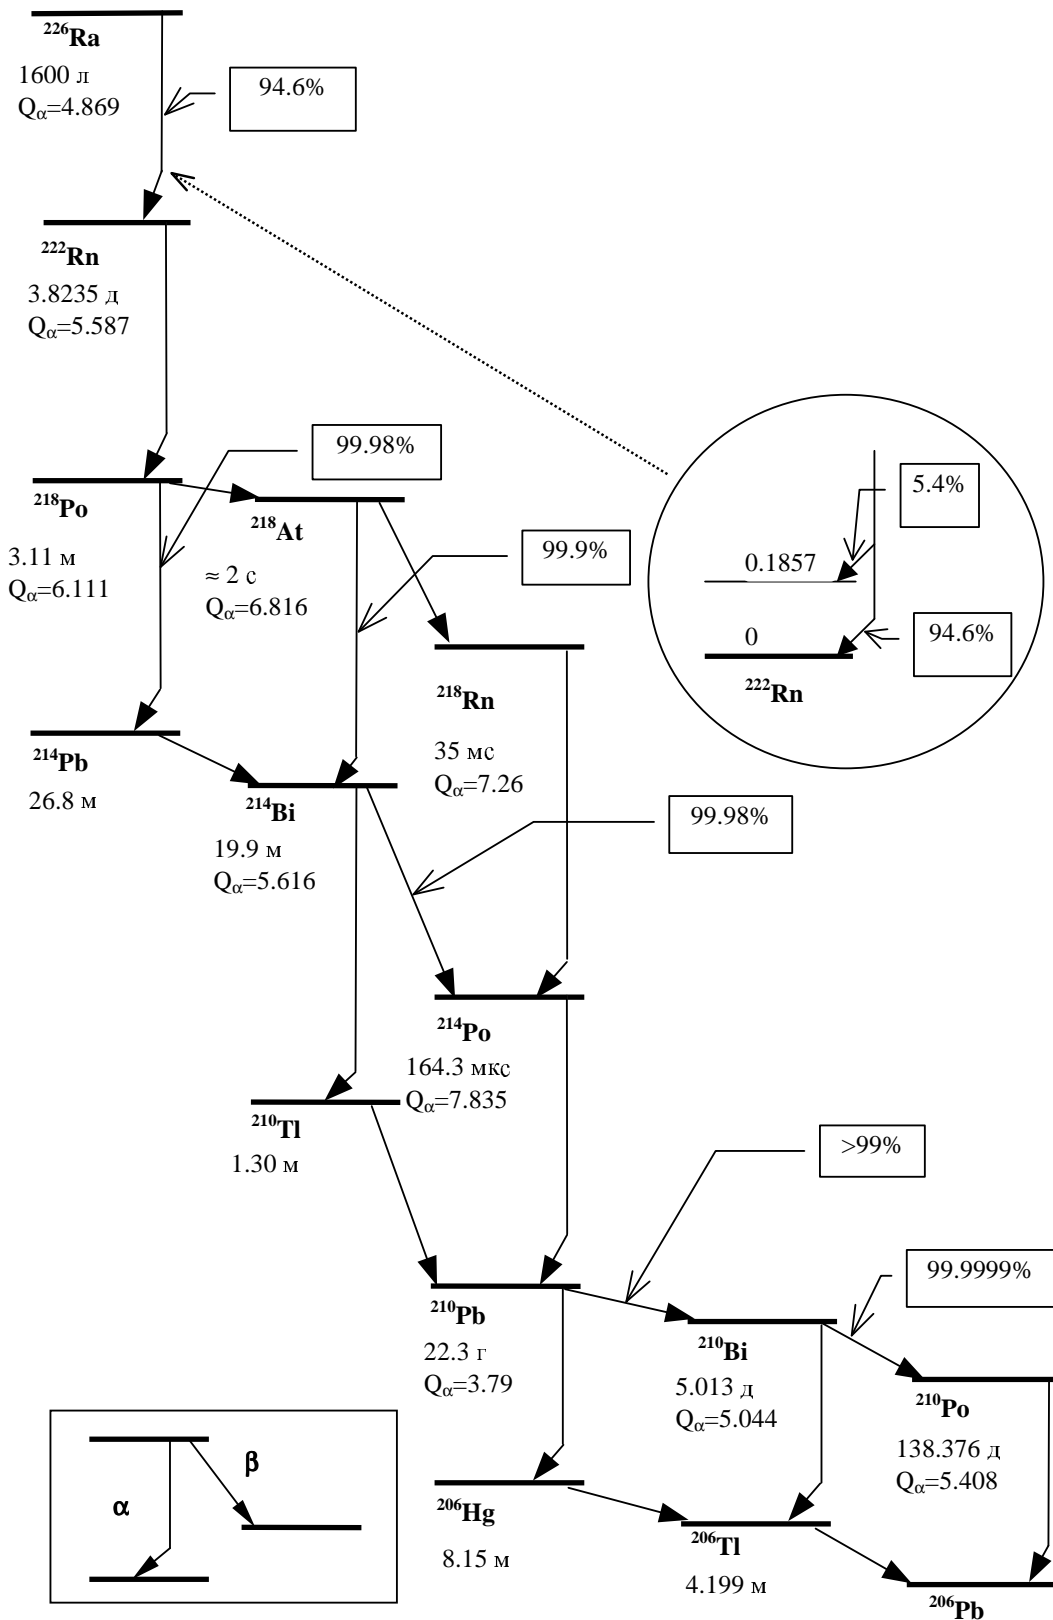 ²²⁶Ra
1600 л
Qα=4.869
94.6%
²²²Rn
3.8235 д
Qα=5.587
99.98%
²¹⁸Po
3.11 м
Qα=6.111
²¹⁸At
≈ 2 с
Qα=6.816
99.9%
5.4%
0.1857
0
94.6%
²²²Rn
²¹⁸Rn
35 мс
Qα=7.26
²¹⁴Pb
26.8 м
²¹⁴Bi
19.9 м
Qα=5.616
99.98%
²¹⁴Po
164.3 мкс
Qα=7.835
²¹⁰Tl
1.30 м
>99%
99.9999%
²¹⁰Pb
22.3 г
Qα=3.79
²¹⁰Bi
5.013 д
Qα=5.044
²¹⁰Po
138.376 д
Qα=5.408
β
α
²⁰⁶Hg
8.15 м
²⁰⁶Tl
4.199 м
²⁰⁶Pb